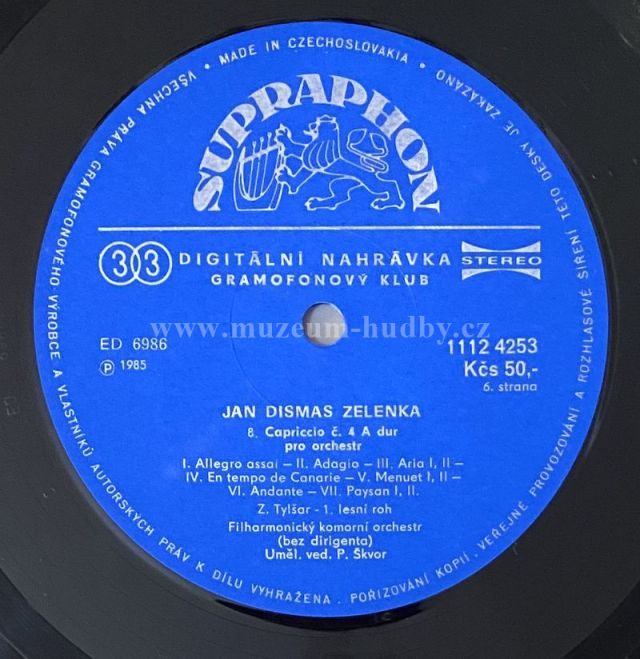 VŠECHNA PRÁVA GRAMOFONOVÉHO VÝROBCE A VLASTNÍKŮ AUTORSKÝCH PRÁV K DÍLU VYHRAŽENA . POŘIZOVÁNÍ KOPIÍ . VEŘEJNÉ PROVOZOVÁNÍ A ROZHLASOVÉ ŠÍŘENÍ TÉTO DESKY JE ZAKÁZÁNO
• MADE IN CZECHOSLOVAKIA •
SUPRAPHON
33 DIGITÁLNÍ NAHRÁVKA STEREO
GRAMOFONOVÝ KLUB
www.muzeum-hudby.cz
ED 6986 1112 4253
Ⓟ 1985 Kčs 50,-
6. strana
JAN DISMAS ZELENKA
8. Capriccio č. 4 A dur
pro orchestr
I. Allegro assai – II. Adagio – III. Aria I, II –
IV. En tempo de Canarie – V. Menuet I, II –
VI. Andante – VII. Paysan I, II.
Z. Tylšar - 1. lesní roh
Filharmonický komorní orchestr
(bez dirigenta)
Uměl. ved. P. Škvor